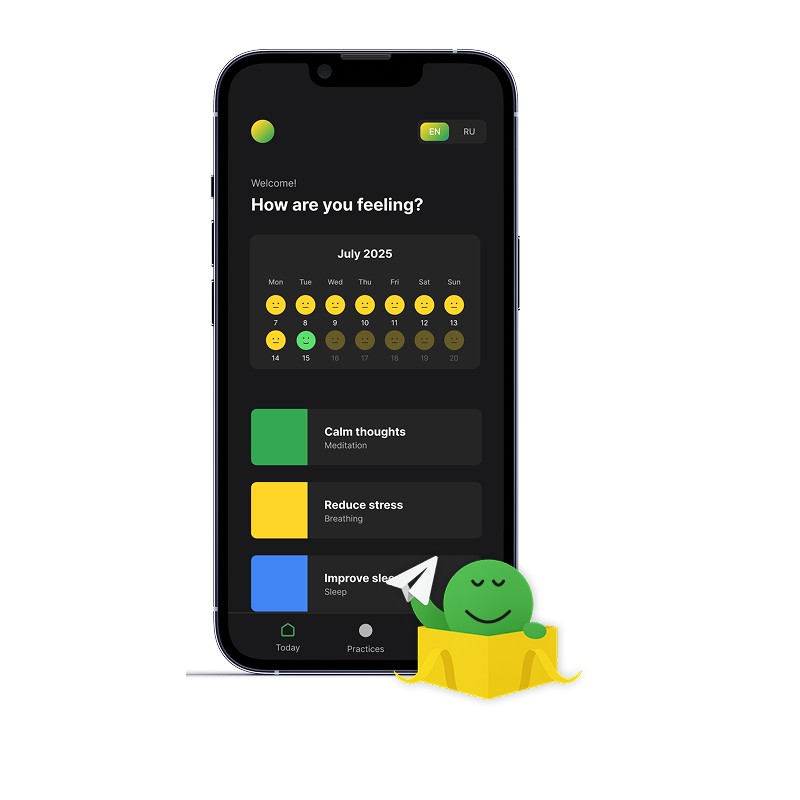 EN RU
Welcome!
How are you feeling?
July 2025
Mon Tue Wed Thu Fri Sat Sun
7 8 9 10 11 12 13
14 15 16 17 18 19 20
Calm thoughts
Meditation
Reduce stress
Breathing
Improve
Sleep
Today Practices